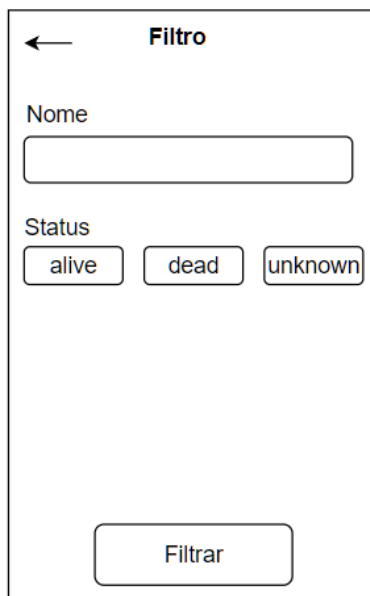 Filtro
Nome
Status
alive dead unknown
Filtrar